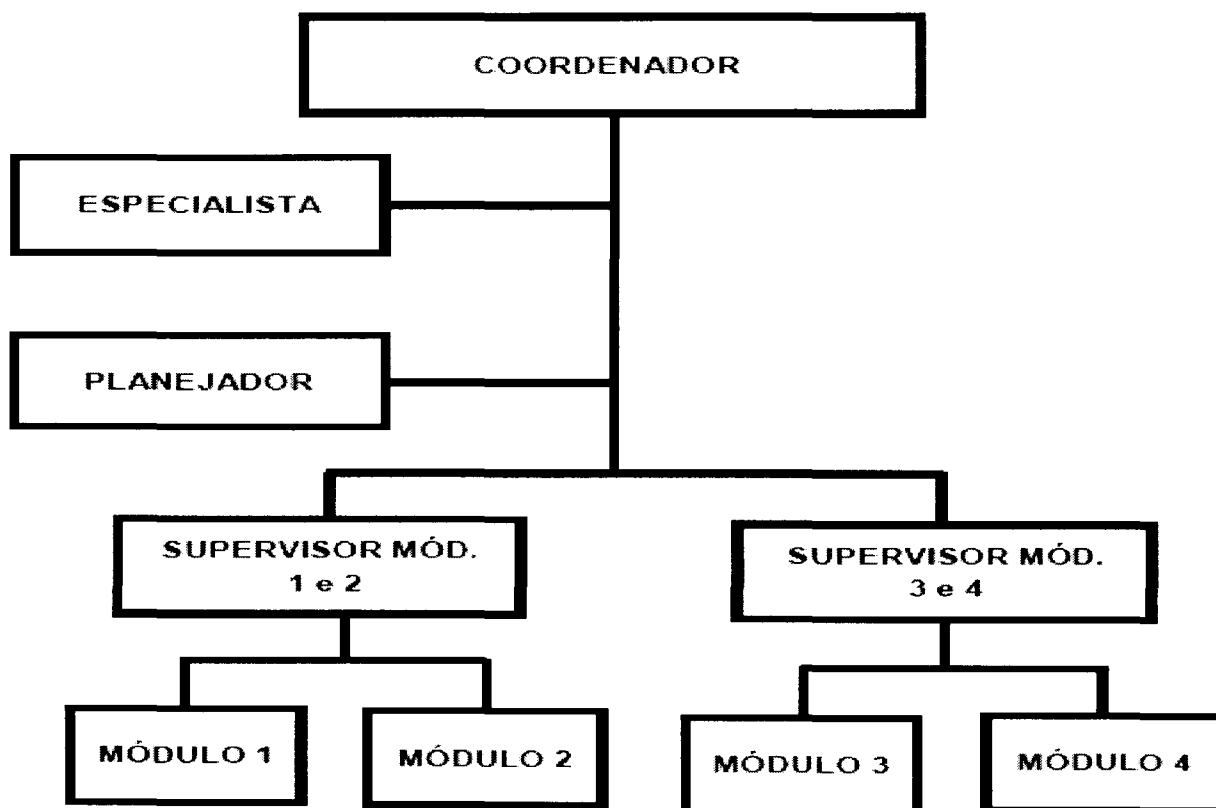 COORDENADOR
ESPECIALISTA
PLANEJADOR
SUPERVISOR MÓD.
1 e 2
SUPERVISOR MÓD.
3 e 4
MÓDULO 1
MÓDULO 2
MÓDULO 3
MÓDULO 4